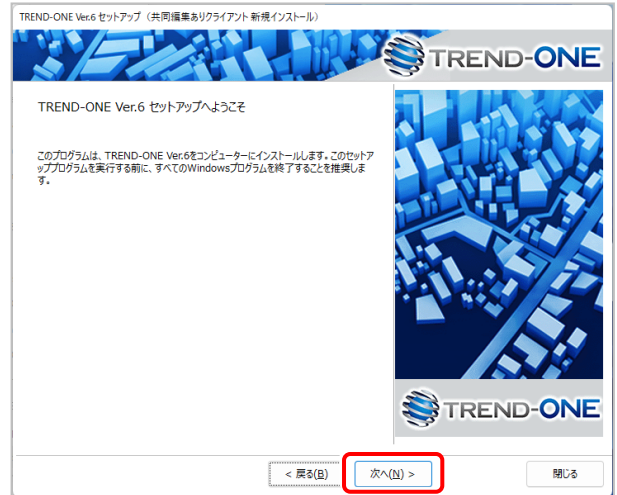 TREND-ONE Ver.6 セットアップ（共同編集ありクライアント 新規インストール）
TREND-ONE
TREND-ONE Ver.6 セットアップへようこそ
このプログラムは、TREND-ONE Ver.6をコンピューターにインストールします。このセットア
ッププログラムを実行する前に、すべてのWindowsプログラムを終了することを推奨しま
す。
TREND-ONE
< 戻る(B)
次へ(N) >
閉じる